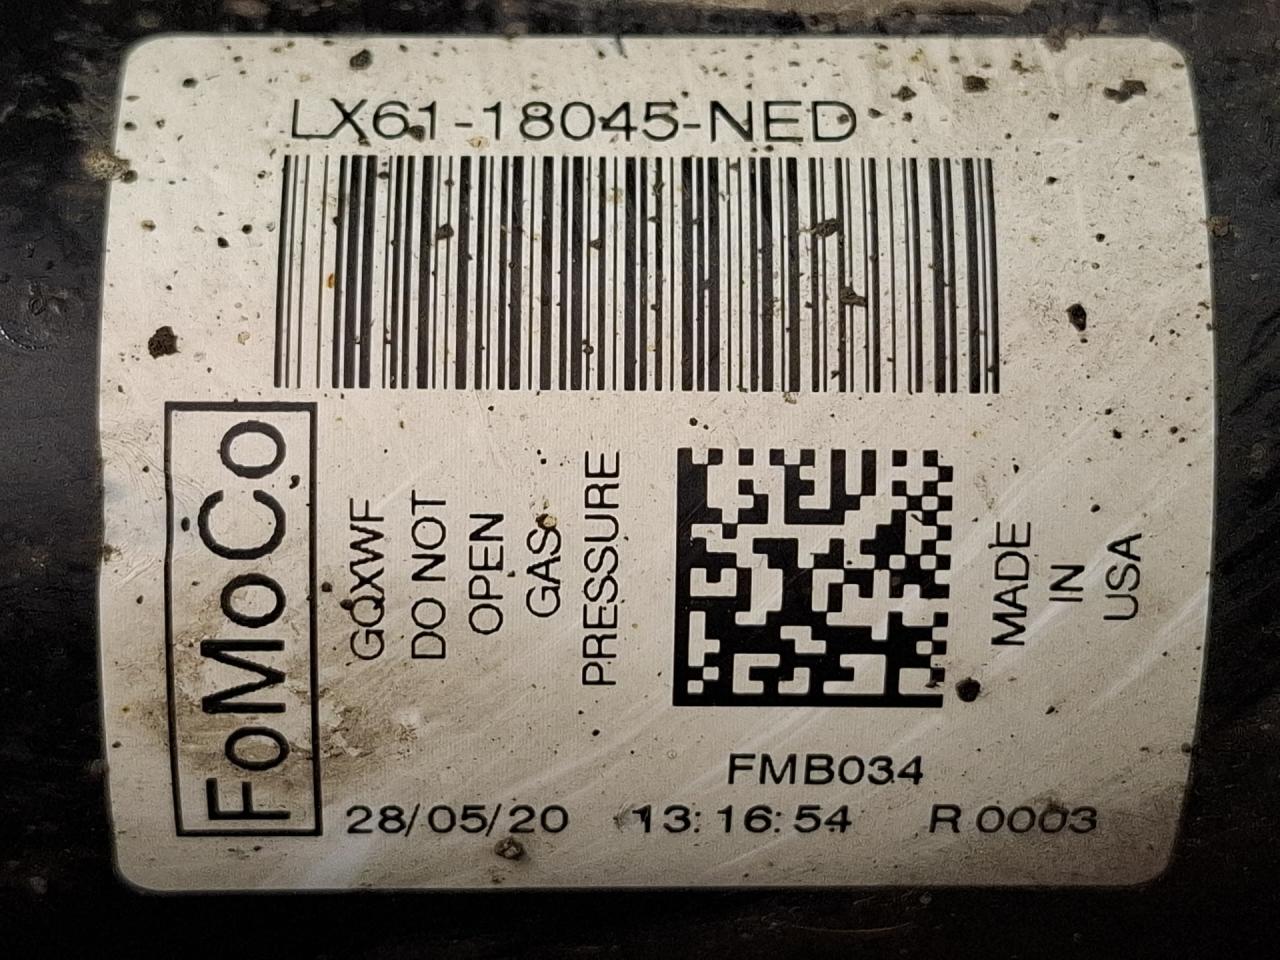 LX61-18045-NED
FoMoCo
GQXWF
DO NOT
OPEN
GAS
PRESSURE
MADE
IN
USA
FMB034
28/05/20 13:16:54 R 0003